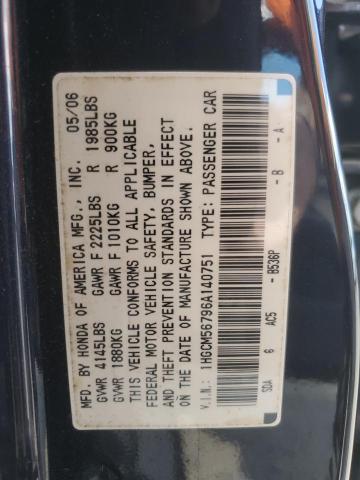 MFD. BY HONDA OF AMERICA MFG., INC. 05/06
GVWR 4145LBS GAWR F 2225LBS R 1985LBS
GVWR 1880KG GAWR F 1010KG R 900KG
THIS VEHICLE CONFORMS TO ALL APPLICABLE
FEDERAL MOTOR VEHICLE SAFETY, BUMPER,
AND THEFT PREVENTION STANDARDS IN EFFECT
ON THE DATE OF MANUFACTURE SHOWN ABOVE.
V.I.N.: 1HGCM56796A140751 TYPE: PASSENGER CAR
SDA 6 AC5 - B536P - B - A